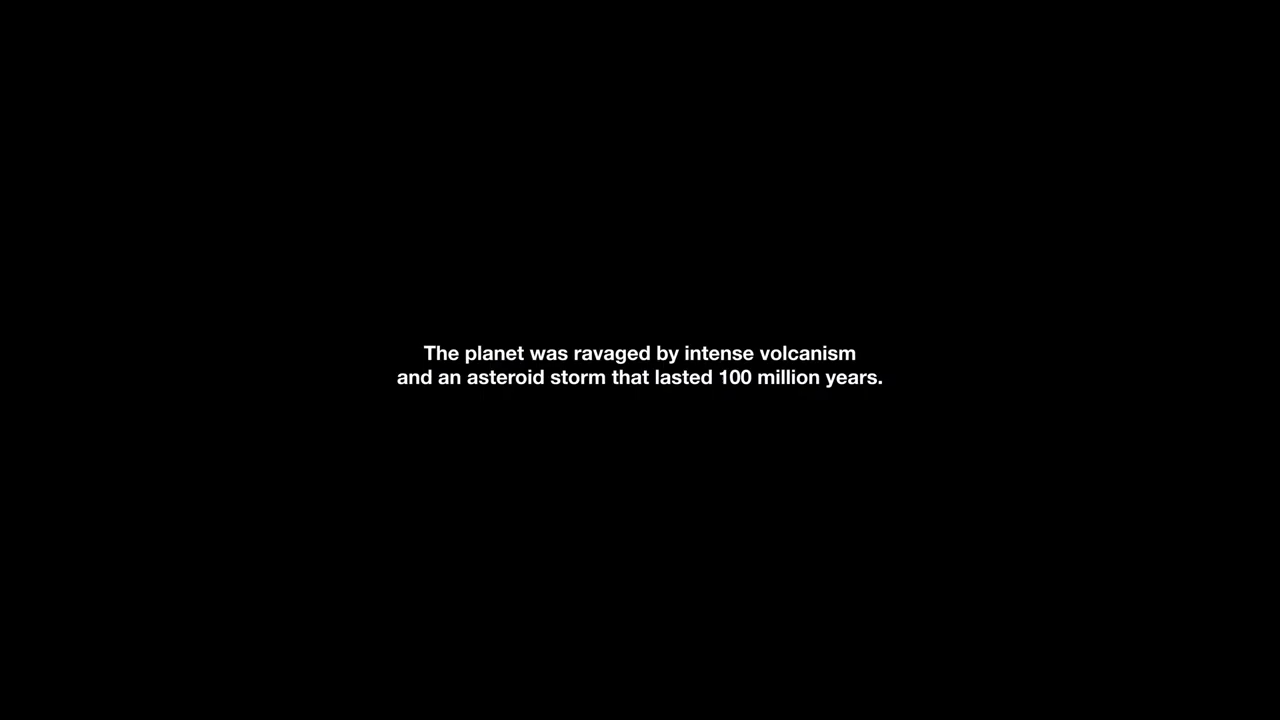 The planet was ravaged by intense volcanism
and an asteroid storm that lasted 100 million years.